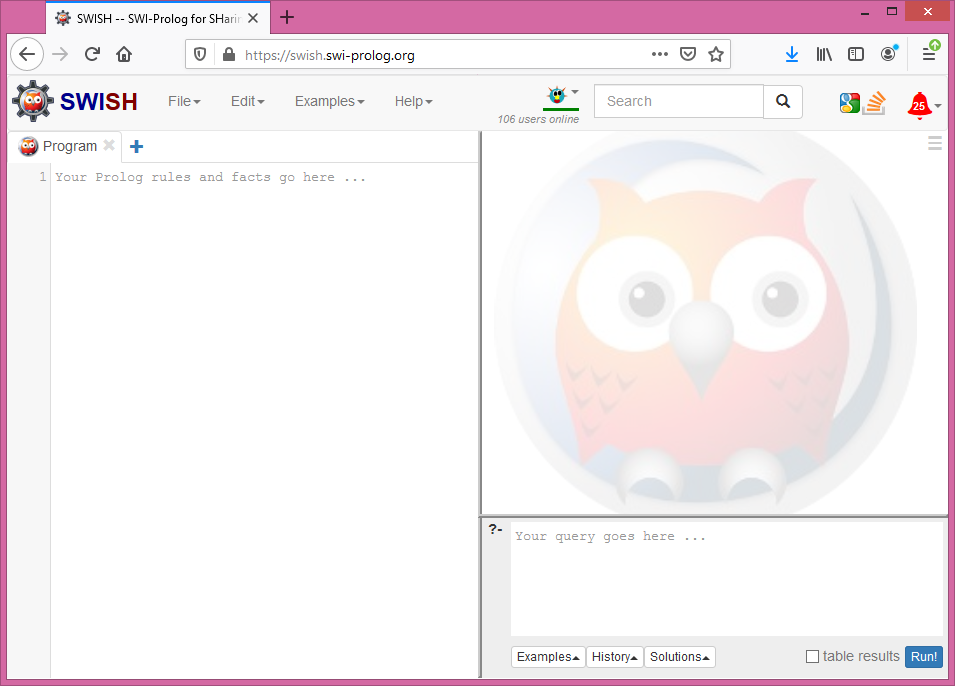 SWISH -- SWI-Prolog for SHarin
https://swish.swi-prolog.org
SWISH File Edit Examples Help 106 users online Search 25
Program
1 Your Prolog rules and facts go here ...
?- Your query goes here ...
Examples History Solutions table results Run!